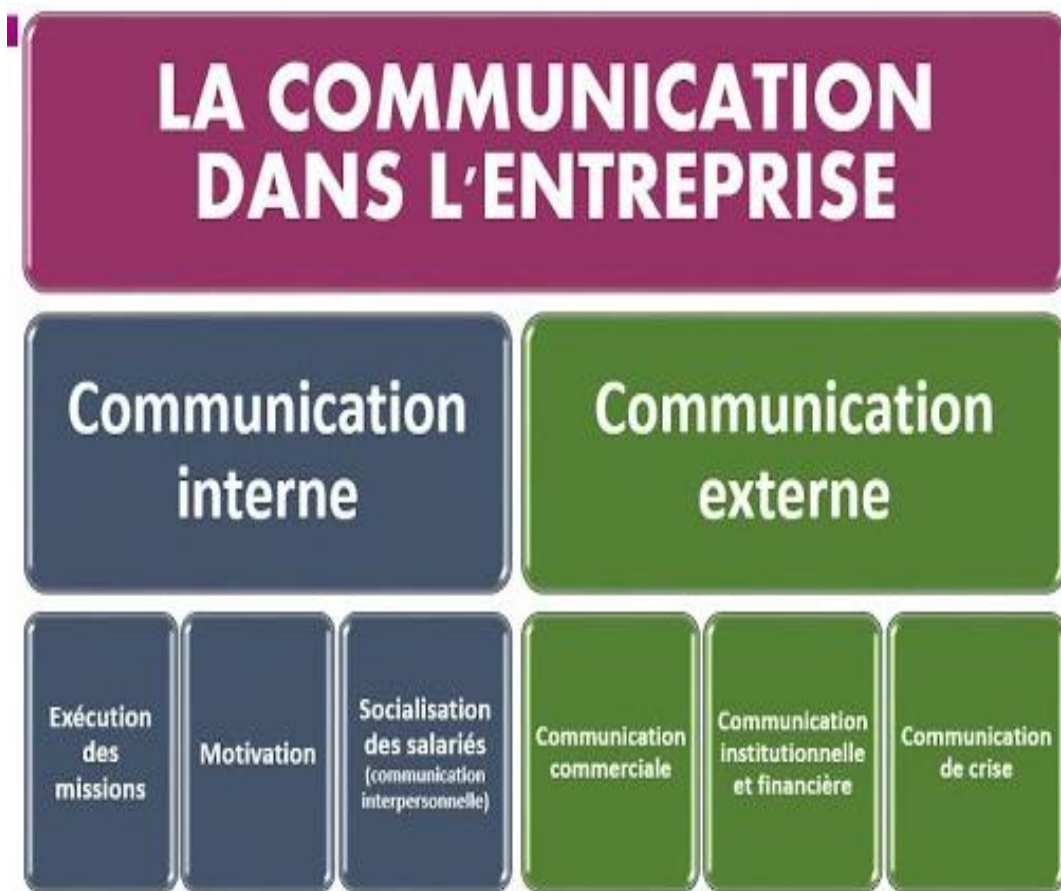 LA COMMUNICATION
DANS L'ENTREPRISE
Communication
interne
Communication
externe
Exécution
des
missions
Motivation
Socialisation
des salariés
(communication
interpersonnelle)
Communication
commerciale
Communication
institutionnelle
et financière
Communication
de crise